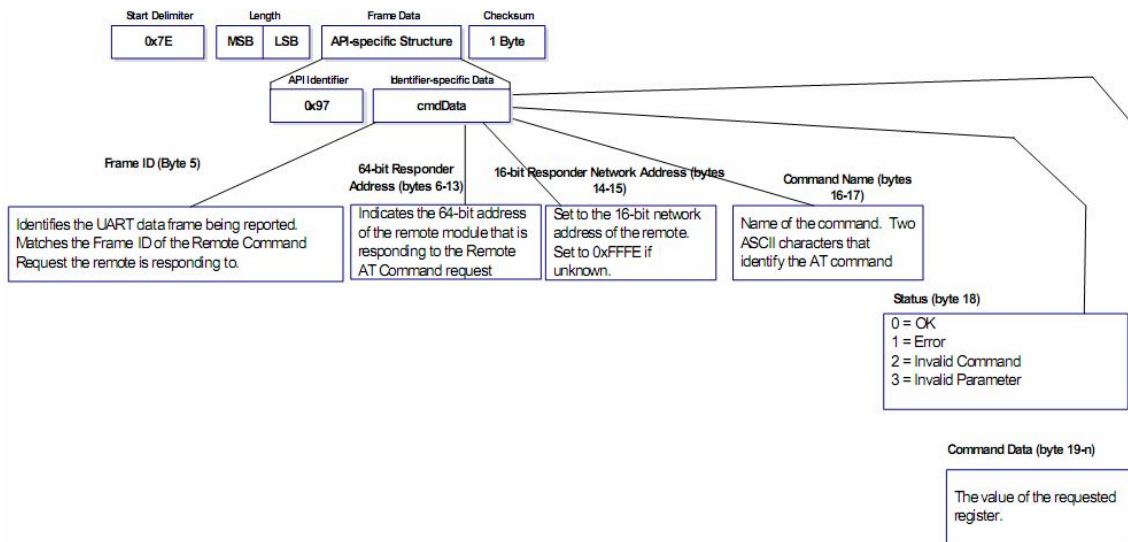 Start Delimiter
Length
Frame Data
Checksum
0x7E
MSB
LSB
API-specific Structure
1 Byte
API Identifier
Identifier-specific Data
0x97
cmdData
Frame ID (Byte 5)
64-bit Responder
Address (bytes 6-13)
16-bit Responder Network Address (bytes
14-15)
Command Name (bytes
16-17)
Identifies the UART data frame being reported.
Matches the Frame ID of the Remote Command
Request the remote is responding to.
Indicates the 64-bit address
of the remote module that is
responding to the Remote
AT Command request
Set to the 16-bit network
address of the remote.
Set to 0xFFFE if
unknown.
Name of the command. Two
ASCII characters that
identify the AT command
Status (byte 18)
0 = OK
1 = Error
2 = Invalid Command
3 = Invalid Parameter
Command Data (byte 19-n)
The value of the requested
register.